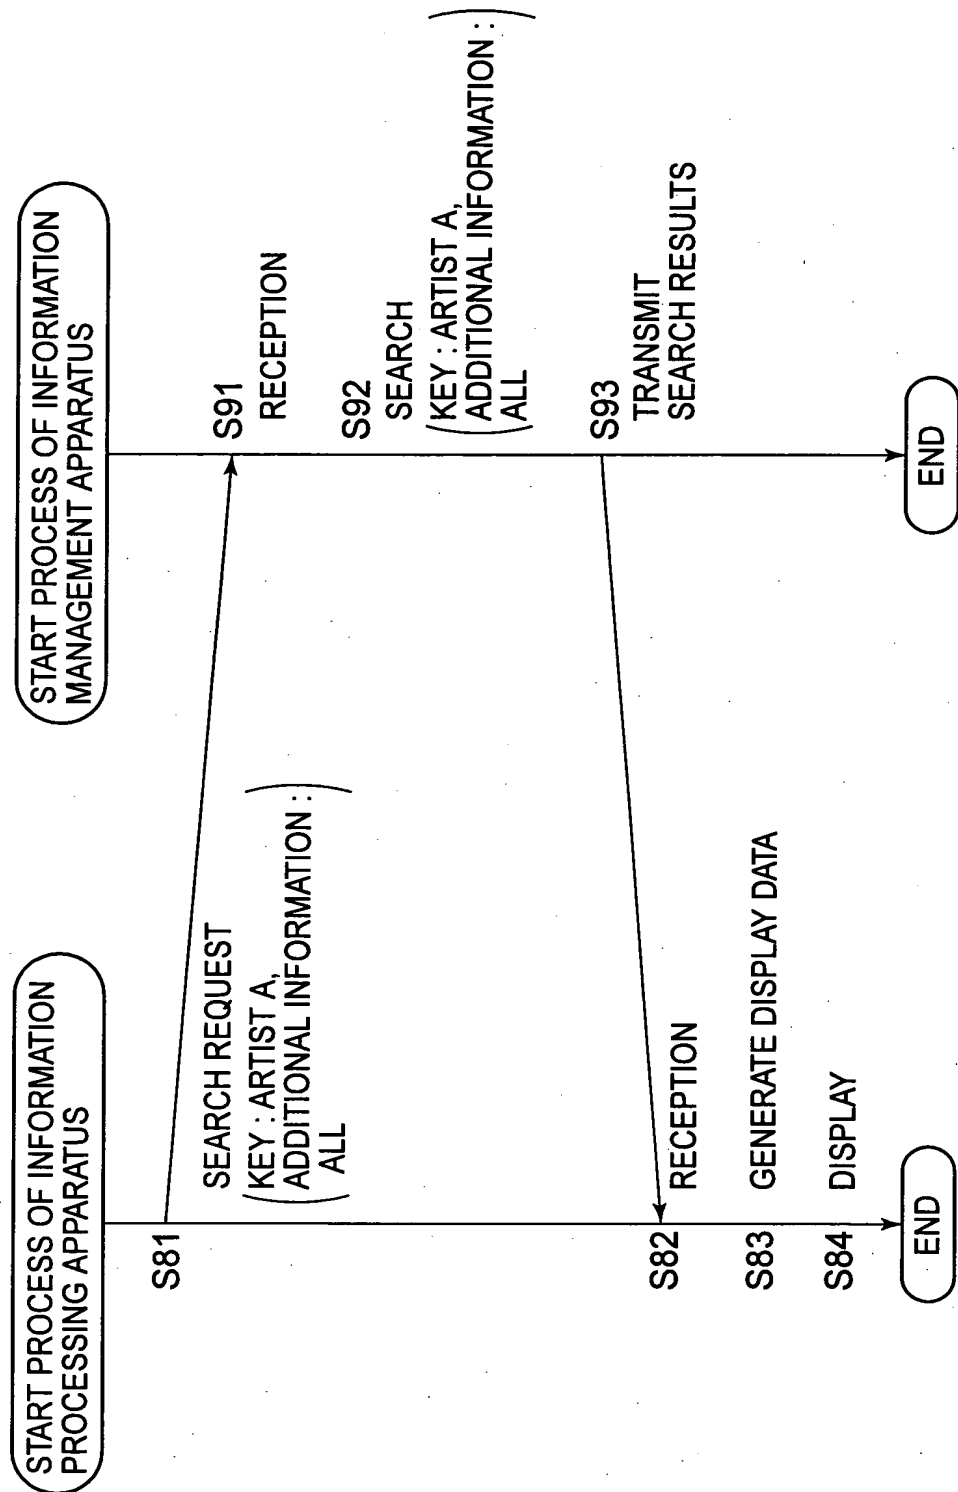 START PROCESS OF INFORMATION
PROCESSING APPARATUS
S81
SEARCH REQUEST
(KEY : ARTIST A,
ADDITIONAL INFORMATION :
ALL)
S82
RECEPTION
S83
GENERATE DISPLAY DATA
S84
DISPLAY
END
START PROCESS OF INFORMATION
MANAGEMENT APPARATUS
S91
RECEPTION
S92
SEARCH
(KEY : ARTIST A,
ADDITIONAL INFORMATION :
ALL)
S93
TRANSMIT
SEARCH RESULTS
END